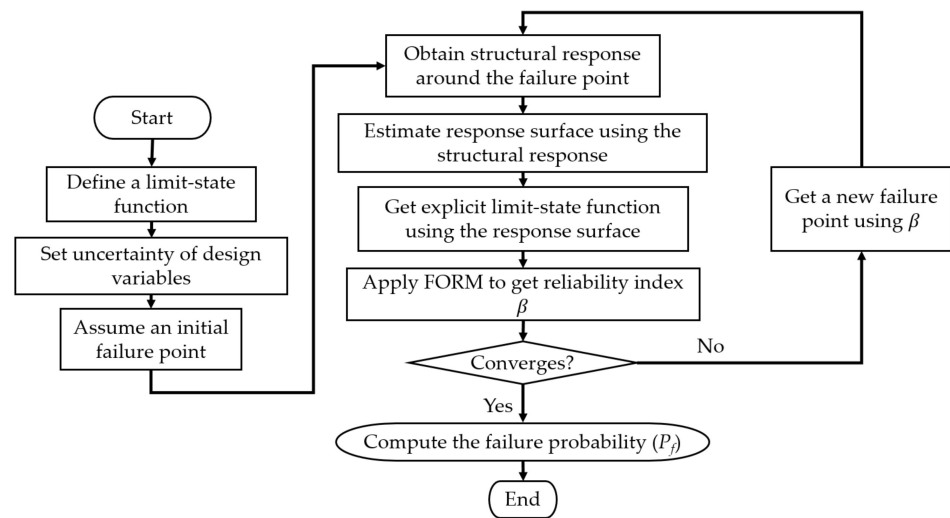 Start
Define a limit-state
function
Set uncertainty of design
variables
Assume an initial
failure point
Obtain structural response
around the failure point
Estimate response surface using the
structural response
Get explicit limit-state function
using the response surface
Apply FORM to get reliability index
β
Converges?
No
Get a new failure
point using β
Yes
Compute the failure probability (P_f)
End